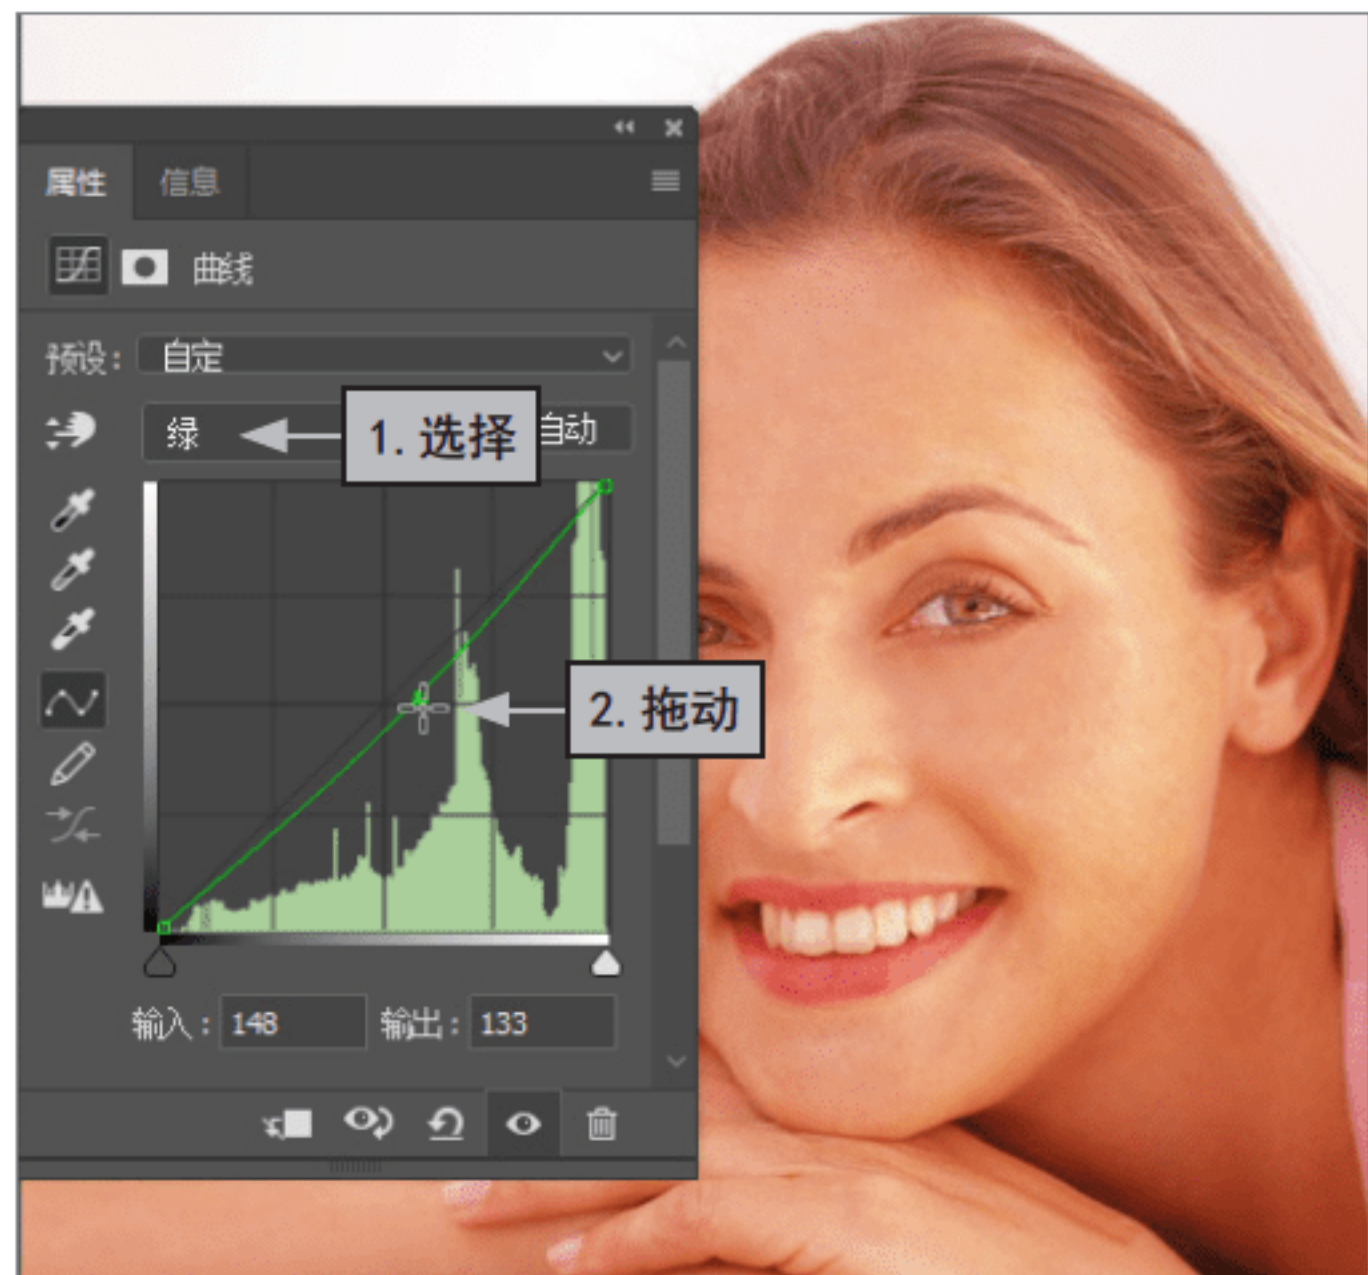 属性 信息
曲线
预设: 自定
绿 1. 选择 自动
2. 拖动
输入: 148 输出: 133